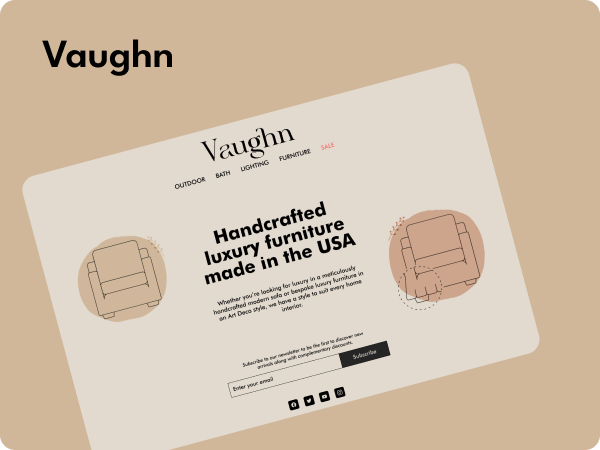 Vaughn
Vaughn
OUTDOOR BATH LIGHTING FURNITURE SALE
Handcrafted
luxury furniture
made in the USA
Whether you're looking for luxury in a meticulously
handcrafted modern sofa or bespoke luxury furniture in
an Art Deco style, we have a style to suit every home
interior.
Subscribe to our newsletter to be the first to discover new
arrivals along with complementary discounts.
Enter your email Subscribe